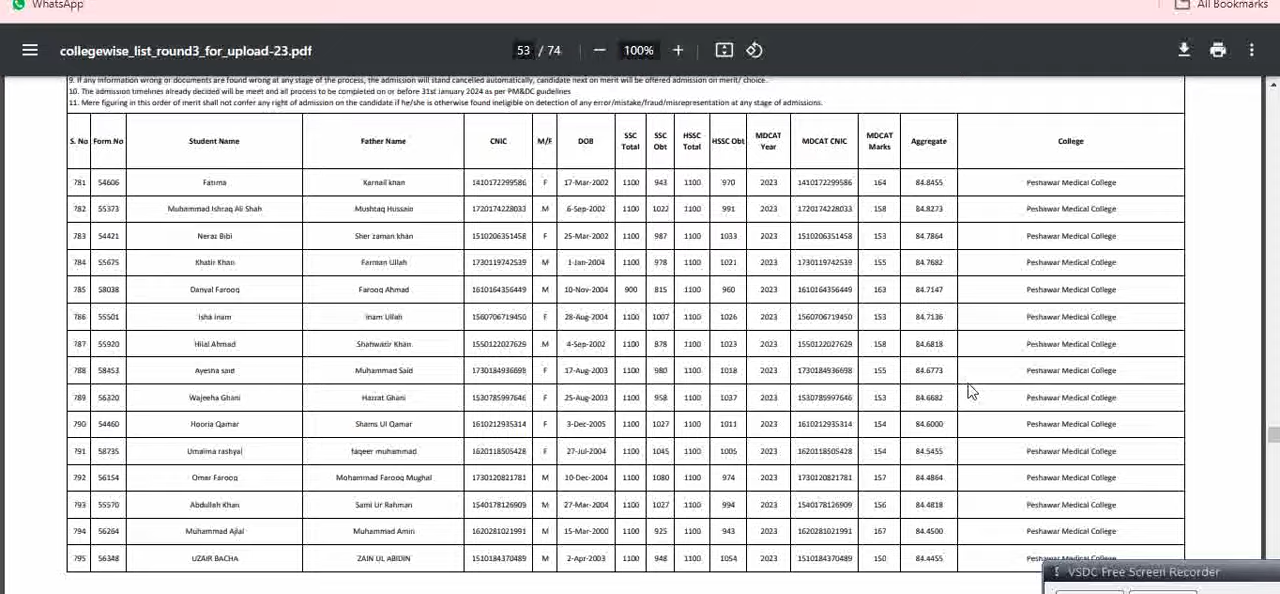 WhatsApp
All Bookmarks
collegewise_list_round3_for_upload-23.pdf 53 / 74 100%
9. If any information wrong or documents are found wrong at any stage of the process, the admission will stand cancelled automatically, candidate next on merit will be offered admission on merit/ choice.
10. The admission timelines already decided will be meet and all process to be completed on or before 31st January 2024 as per PM&DC guidelines
11. Mere figuring in this order of merit shall not confer any right of admission on the candidate if he/she is otherwise found ineligible on detection of any error/mistake/fraud/misrepresentation at any stage of admissions.
S. No Form No Student Name Father Name CNIC M/F DOB SSC Total SSC Obt HSSC Total HSSC Obt MDCAT Year MDCAT CNIC MDCAT Marks Aggregate College
781 54606 Fatima Karnail khan 1410172299586 F 17-Mar-2002 1100 943 1100 970 2023 1410172299586 164 84.8455 Peshawar Medical College
782 55373 Muhammad Ishraq Ali Shah Mushtaq Hussain 1720174228033 M 6-Sep-2002 1100 1022 1100 991 2023 1720174228033 158 84.8273 Peshawar Medical College
783 54421 Neraz Bibi Sher zaman khan 1510206351458 F 25-Mar-2002 1100 987 1100 1033 2023 1510206351458 153 84.7864 Peshawar Medical College
784 55675 Khatir Khan Farman Ullah 1730119742539 M 1-Jan-2004 1100 978 1100 1021 2023 1730119742539 155 84.7682 Peshawar Medical College
785 58038 Danyal Farooq Farooq Ahmad 1610164356449 M 10-Nov-2004 900 815 1100 960 2023 1610164356449 163 84.7147 Peshawar Medical College
786 55501 Isha inam Inam Ullah 1560706719450 F 28-Aug-2004 1100 1007 1100 1026 2023 1560706719450 153 84.7136 Peshawar Medical College
787 55920 Hilal Ahmad Shahwazir Khan 1550122027629 M 4-Sep-2002 1100 878 1100 1023 2023 1550122027629 158 84.6818 Peshawar Medical College
788 58453 Ayesha said Muhammad Said 1730184936698 F 17-Aug-2003 1100 980 1100 1018 2023 1730184936698 155 84.6773 Peshawar Medical College
789 56320 Wajeeha Ghani Hazrat Ghani 1530785997646 F 25-Aug-2003 1100 958 1100 1037 2023 1530785997646 153 84.6682 Peshawar Medical College
790 54460 Hooria Qamar Shams Ul Qamar 1610212935314 F 3-Dec-2005 1100 1027 1100 1011 2023 1610212935314 154 84.6000 Peshawar Medical College
791 58735 Umaima rashyal faqeer muhammad 1620118505428 F 27-Jul-2004 1100 1045 1100 1005 2023 1620118505428 154 84.5455 Peshawar Medical College
792 56154 Omar Farooq Mohammad Farooq Mughal 1730120821781 M 10-Dec-2004 1100 1080 1100 974 2023 1730120821781 157 84.4864 Peshawar Medical College
793 55570 Abdullah Khan Sami Ur Rahman 1540178126909 M 27-Mar-2004 1100 1027 1100 994 2023 1540178126909 156 84.4818 Peshawar Medical College
794 56264 Muhammad Ajlal Muhammad Amin 1620281021991 M 15-Mar-2000 1100 925 1100 943 2023 1620281021991 167 84.4500 Peshawar Medical College
795 56348 UZAIR BACHA ZAIN UL ABIDIN 1510184370489 M 2-Apr-2003 1100 948 1100 1054 2023 1510184370489 150 84.4455 Peshawar Medical College
VSDC Free Screen Recorder